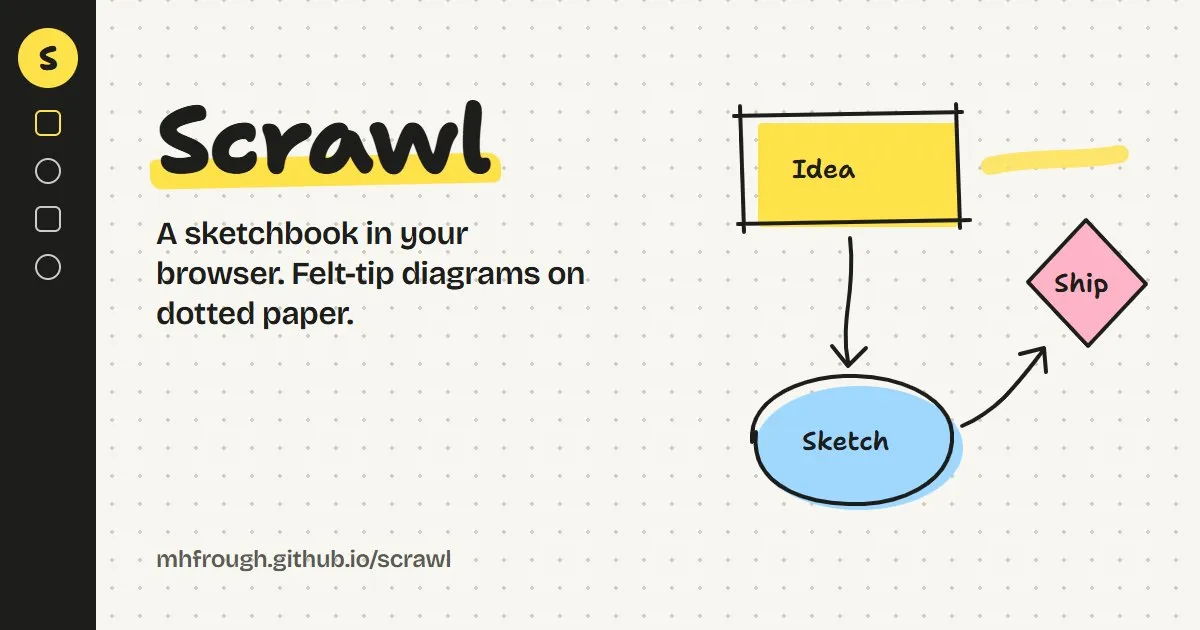 S
Scrawl
A sketchbook in your
browser. Felt-tip diagrams on
dotted paper.
mhfrough.github.io/scrawl
Idea
Ship
Sketch